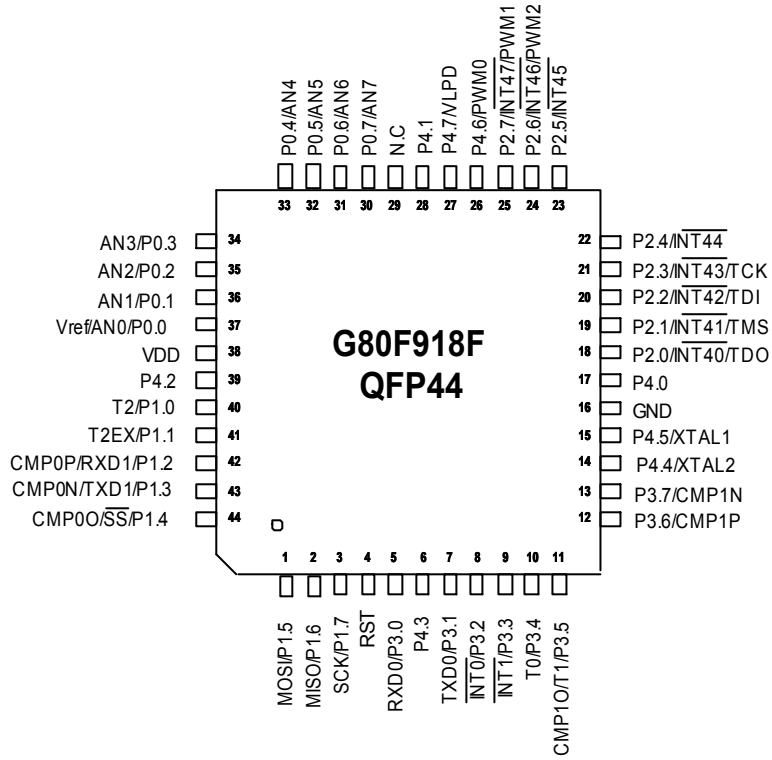 P0.4/AN4
P0.5/AN5
P0.6/AN6
P0.7/AN7
N.C
P4.1
P4.7/VLPD
P4.6/PWM0
P2.7/INT47/PWM1
P2.6/INT46/PWM2
P2.5/INT45
33 32 31 30 29 28 27 26 25 24 23
AN3/P0.3 34
AN2/P0.2 35
AN1/P0.1 36
Vref/AN0/P0.0 37
VDD 38
P4.2 39
T2/P1.0 40
T2EX/P1.1 41
CMP0P/RXD1/P1.2 42
CMP0N/TXD1/P1.3 43
CMP0O/SS/P1.4 44
G80F918F
QFP44
22 P2.4/INT44
21 P2.3/INT43/TCK
20 P2.2/INT42/TDI
19 P2.1/INT41/TMS
18 P2.0/INT40/TDO
17 P4.0
16 GND
15 P4.5/XTAL1
14 P4.4/XTAL2
13 P3.7/CMP1N
12 P3.6/CMP1P
1 2 3 4 5 6 7 8 9 10 11
MOSI/P1.5
MISO/P1.6
SCK/P1.7
RST
RXD0/P3.0
P4.3
TXD0/P3.1
INT0/P3.2
INT1/P3.3
T0/P3.4
CMP1O/T1/P3.5